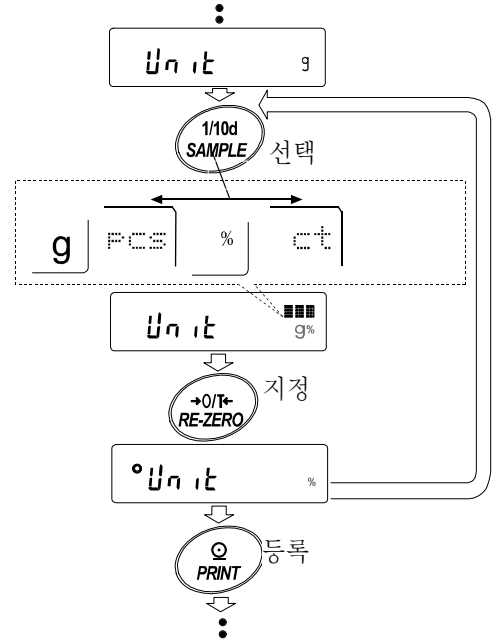 Unit g
1/10d
SAMPLE 선택
g pcs % ct
Unit g%
지정
→0/T←
RE-ZERO
°Unit %
등록
PRINT